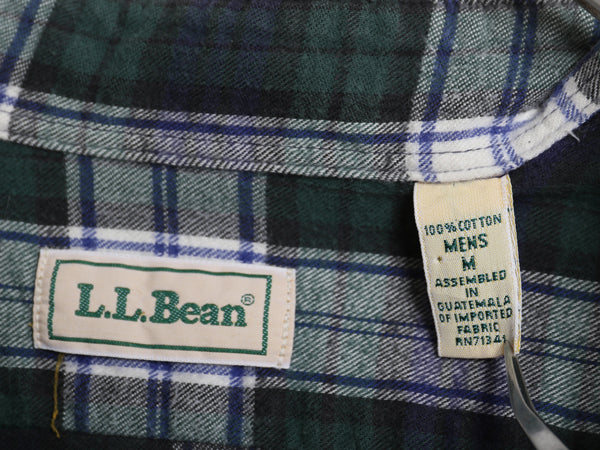 L.L.Bean®
100% COTTON
MENS
M
ASSEMBLED
IN
GUATEMALA
OF IMPORTED
FABRIC
RN71341